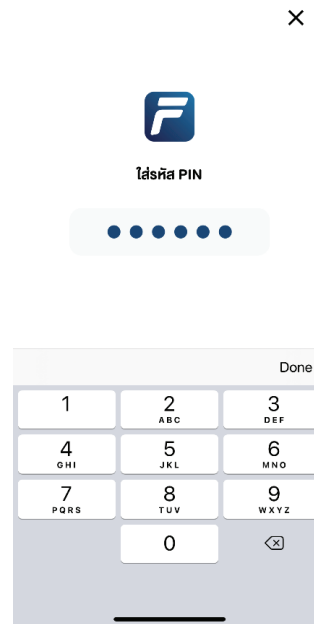 ใส่รหัส PIN
Done
1 2 3
ABC DEF
4 5 6
GHI JKL MNO
7 8 9
PQRS TUV WXYZ
0